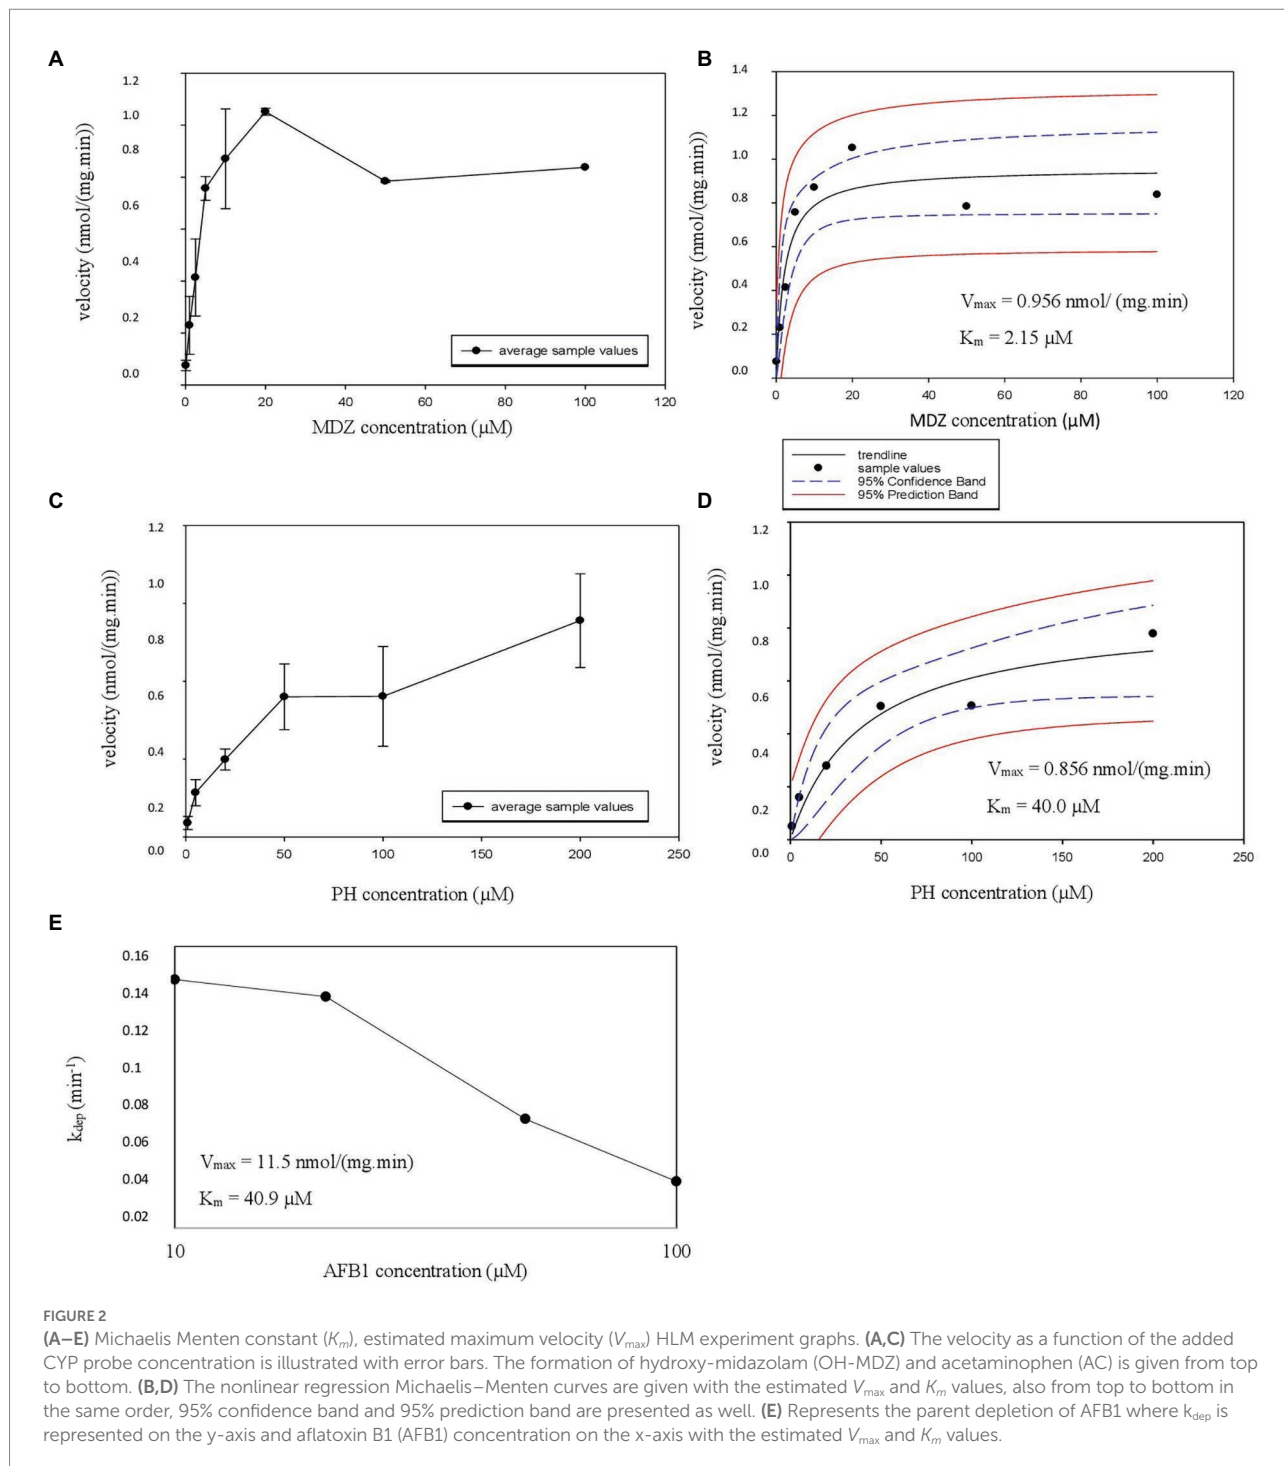 A
velocity (nmol/(mg.min))
1.2
1.0
0.8
0.6
0.4
0.2
0.0
average sample values
0 20 40 60 80 100 120
MDZ concentration (µM)
B
velocity (nmol/(mg.min))
1.4
1.2
1.0
0.8
0.6
0.4
0.2
0.0
Vmax = 0.956 nmol/ (mg.min)
Km = 2.15 µM
0 20 40 60 80 100 120
MDZ concentration (µM)
trendline
sample values
95% Confidence Band
95% Prediction Band
C
velocity (nmol/(mg.min))
1.2
1.0
0.8
0.6
0.4
0.2
0.0
average sample values
0 50 100 150 200 250
PH concentration (µM)
D
velocity (nmol/(mg.min))
1.2
1.0
0.8
0.6
0.4
0.2
0.0
Vmax = 0.856 nmol/(mg.min)
Km = 40.0 µM
0 50 100 150 200 250
PH concentration (µM)
E
kdep (min-1)
0.16
0.14
0.12
0.1
0.08
0.06
0.04
0.02
Vmax = 11.5 nmol/(mg.min)
Km = 40.9 µM
10 100
AFB1 concentration (µM)
FIGURE 2
(A–E) Michaelis Menten constant (Km), estimated maximum velocity (Vmax) HLM experiment graphs. (A,C) The velocity as a function of the added
CYP probe concentration is illustrated with error bars. The formation of hydroxy-midazolam (OH-MDZ) and acetaminophen (AC) is given from top
to bottom. (B,D) The nonlinear regression Michaelis–Menten curves are given with the estimated Vmax and Km values, also from top to bottom in
the same order, 95% confidence band and 95% prediction band are presented as well. (E) Represents the parent depletion of AFB1 where kdep is
represented on the y-axis and aflatoxin B1 (AFB1) concentration on the x-axis with the estimated Vmax and Km values.